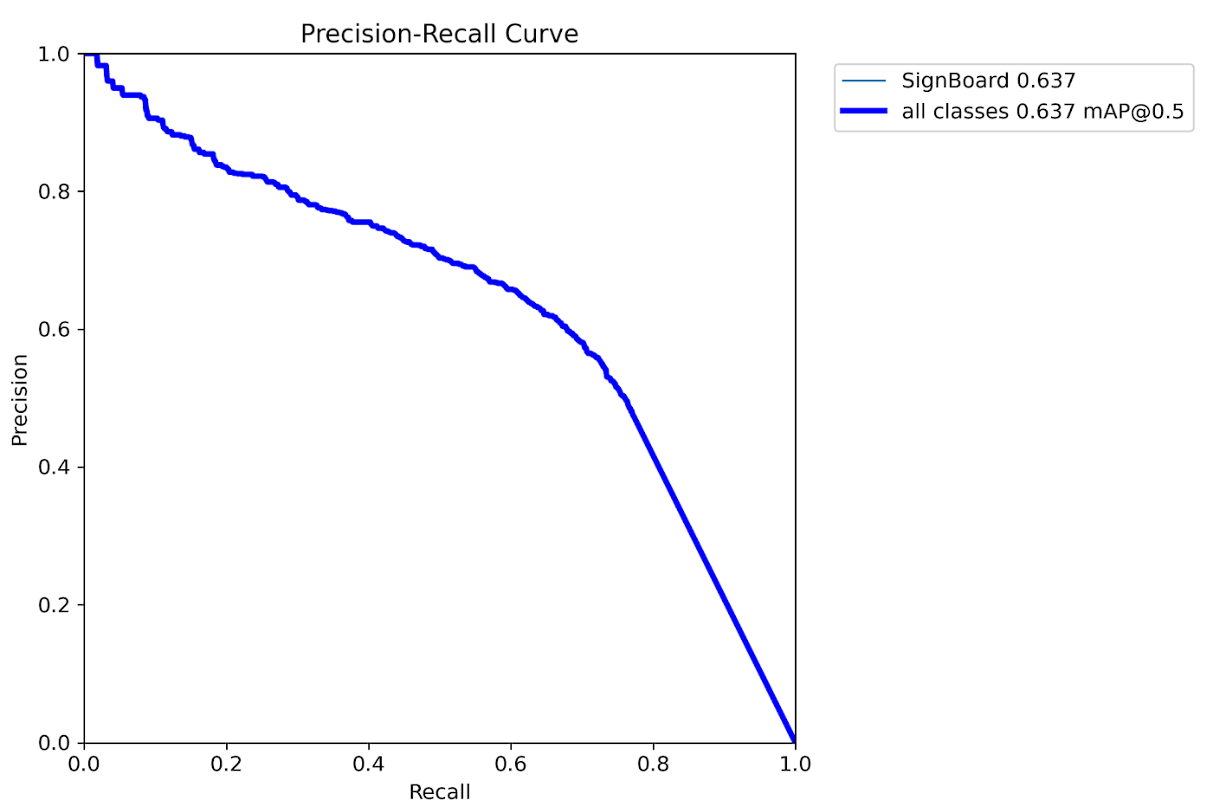 Precision-Recall Curve
SignBoard 0.637
all classes 0.637 mAP@0.5
Precision
1.0
0.8
0.6
0.4
0.2
0.0
0.0 0.2 0.4 0.6 0.8 1.0
Recall